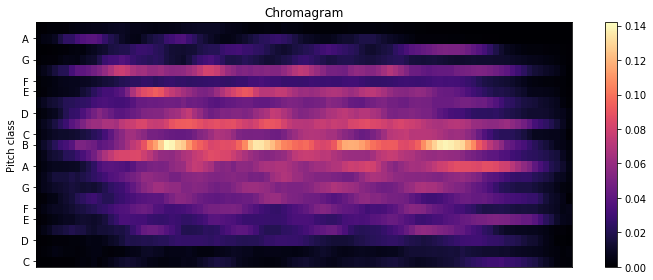 Chromagram
Pitch class
A
G
F
E
D
C
B
A
G
F
E
D
C
0.14
0.12
0.10
0.08
0.06
0.04
0.02
0.00